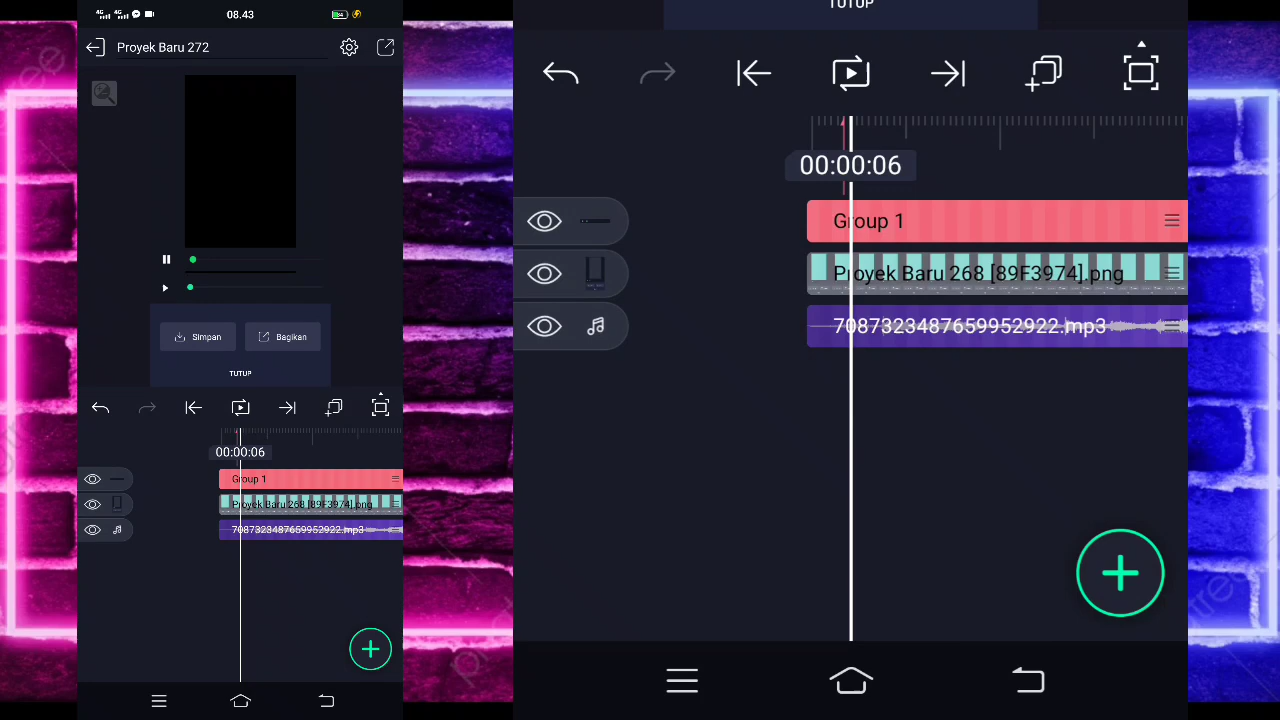 08.43
Proyek Baru 272
Simpan
Bagikan
TUTUP
00:00:06
Group 1
Proyek Baru 268 [89F3974].png
7087323487659952922.mp3
TUTUP
00:00:06
Group 1
Proyek Baru 268 [89F3974].png
7087323487659952922.mp3